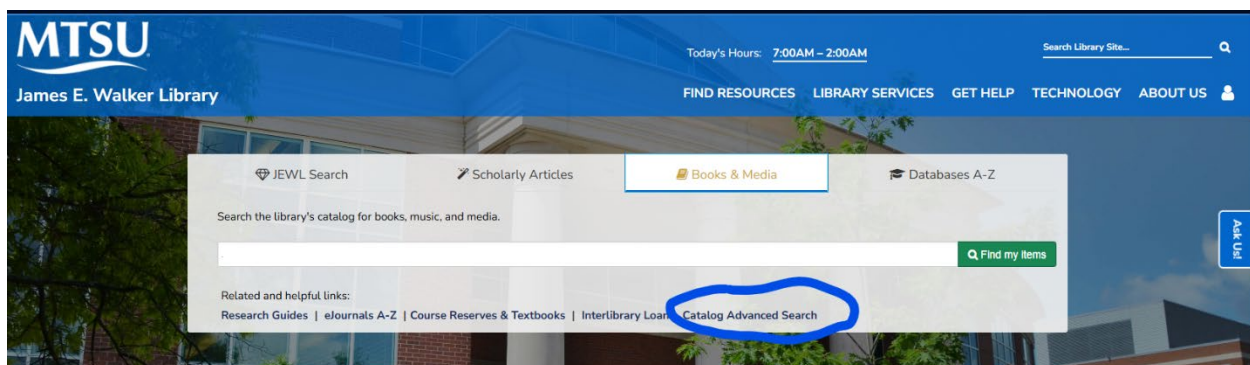 MTSU
Today's Hours: 7:00AM – 2:00AM
Search Library Site...
James E. Walker Library
FIND RESOURCES LIBRARY SERVICES GET HELP TECHNOLOGY ABOUT US
JEWL Search
Scholarly Articles
Books & Media
Databases A-Z
Search the library's catalog for books, music, and media.
Find my items
Ask Us!
Related and helpful links:
Research Guides | eJournals A-Z | Course Reserves & Textbooks | Interlibrary Loan Catalog Advanced Search